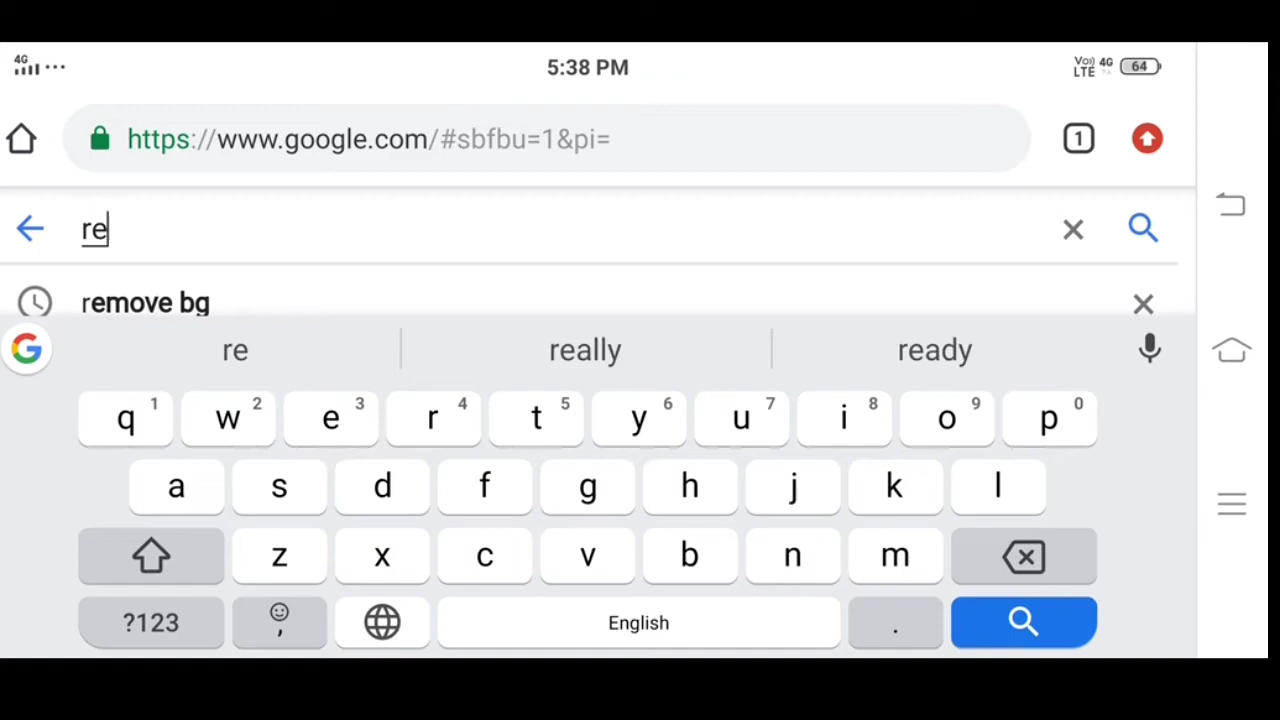 4G 5:38 PM Vo)) LTE 4G 64
https://www.google.com/#sbfbu=1&pi= 1
re
remove bg
G re really ready
q 1 w 2 e 3 r 4 t 5 y 6 u 7 i 8 o 9 p 0
a s d f g h j k l
z x c v b n m
?123 , English .